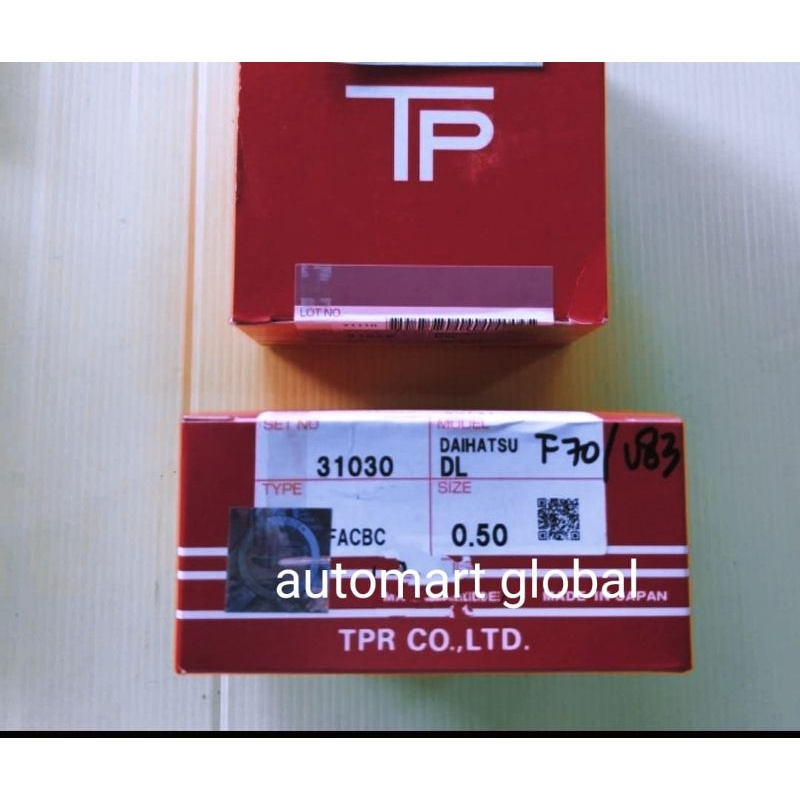 TP
LOT NO
SET NO
MODEL
31030
DAIHATSU
DL
F70/V83
TYPE
SIZE
FACBC
0.50
automart global
MADE IN JAPAN
TPR CO.,LTD.